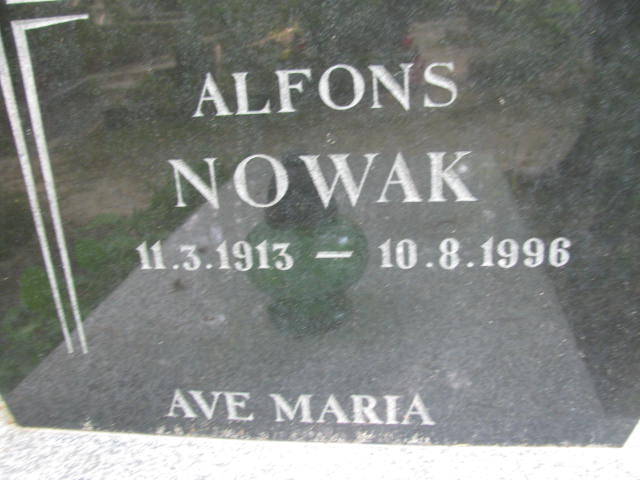 ALFONS
NOWAK
11.3.1913 — 10.8.1996
AVE MARIA